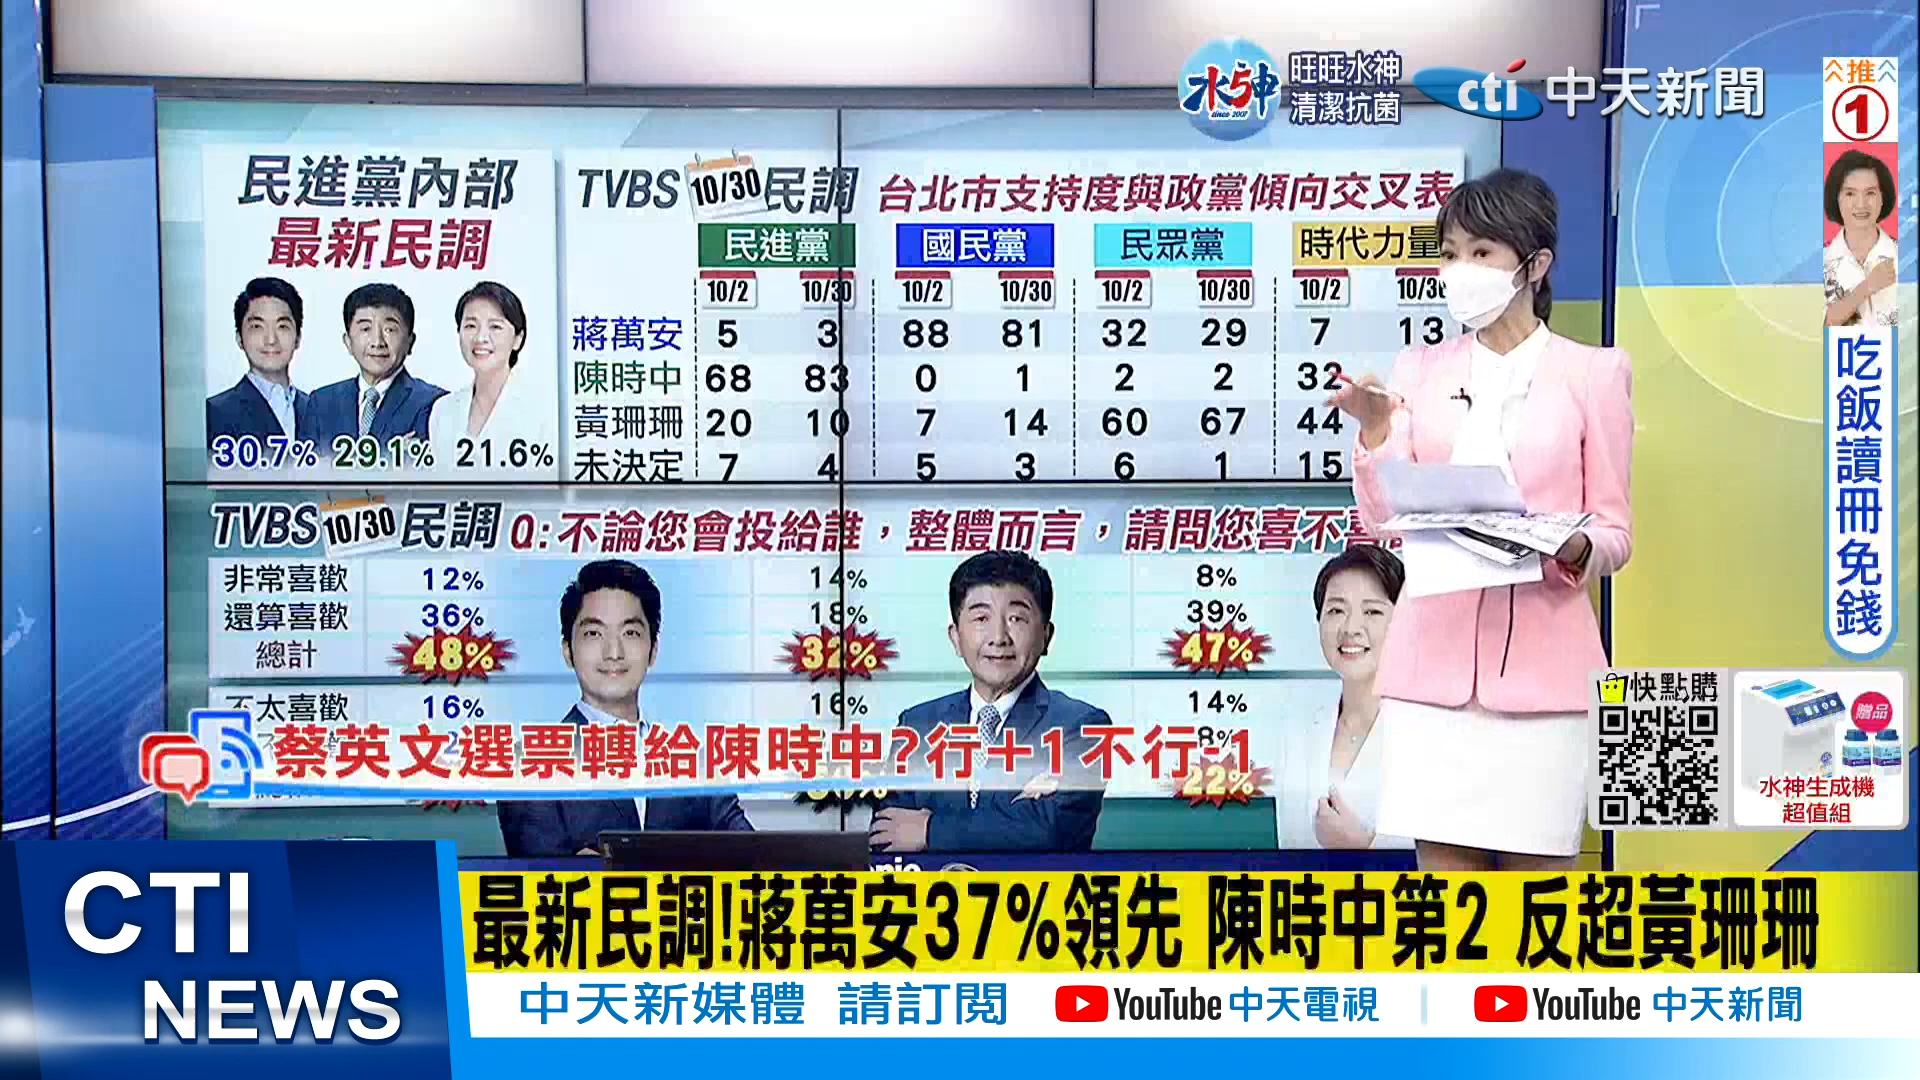 水神
since 2007
旺旺水神
清潔抗菌
cti 中天新聞
推
1
吃飯讀冊免錢
民進黨內部
最新民調
30.7% 29.1% 21.6%
TVBS 10/30 民調 台北市支持度與政黨傾向交叉表
民進黨 國民黨 民眾黨 時代力量
10/2 10/30 10/2 10/30 10/2 10/30 10/2 10/30
蔣萬安 5 3 88 81 32 29 7 13
陳時中 68 83 0 1 2 2 32
黃珊珊 20 10 7 14 60 67 44
未決定 7 4 5 3 6 1 15
TVBS 10/30 民調 Q:不論您會投給誰，整體而言，請問您喜不喜
非常喜歡 12% 14% 8%
還算喜歡 36% 18% 39%
總計 48% 32% 47%
不太喜歡 16% 16% 14%
8%
22%
蔡英文選票轉給陳時中?行+1不行-1
快點購
贈品
水神生成機
超值組
CTI
NEWS
最新民調!蔣萬安37%領先 陳時中第2 反超黃珊珊
中天新媒體 請訂閱 YouTube 中天電視 | YouTube 中天新聞